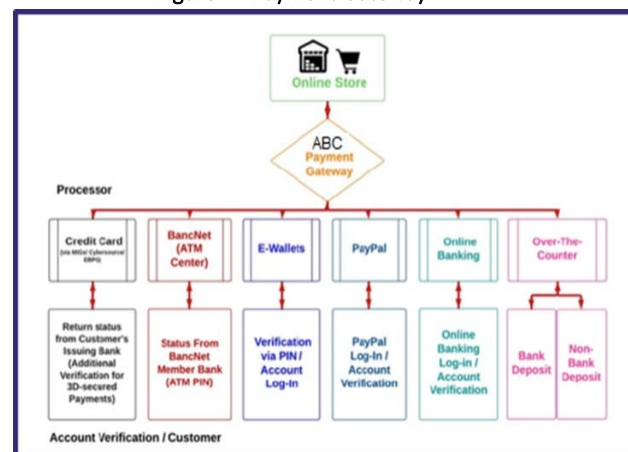 Online Store
ABC
Payment
Gateway
Processor
Credit Card
(via MIGs/ Cybersource/
BancNet
(ATM
Center)
E-Wallets
PayPal
Online
Banking
Over-The-
Counter
Return status
from Customer's
Issuing Bank
(Additional
Verification for
3D-secured
Payments)
Status From
BancNet
Member Bank
(ATM PIN)
Verification
via PIN /
Account
Log-In
PayPal
Log-In /
Account
Verification
Online
Banking
Log-in /
Account
Verification
Bank
Deposit
Non-
Bank
Deposit
Account Verification / Customer